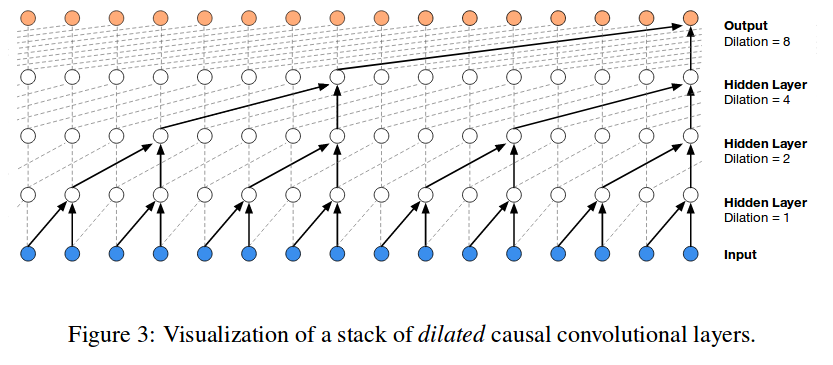 Output
Dilation = 8
Hidden Layer
Dilation = 4
Hidden Layer
Dilation = 2
Hidden Layer
Dilation = 1
Input
Figure 3: Visualization of a stack of dilated causal convolutional layers.